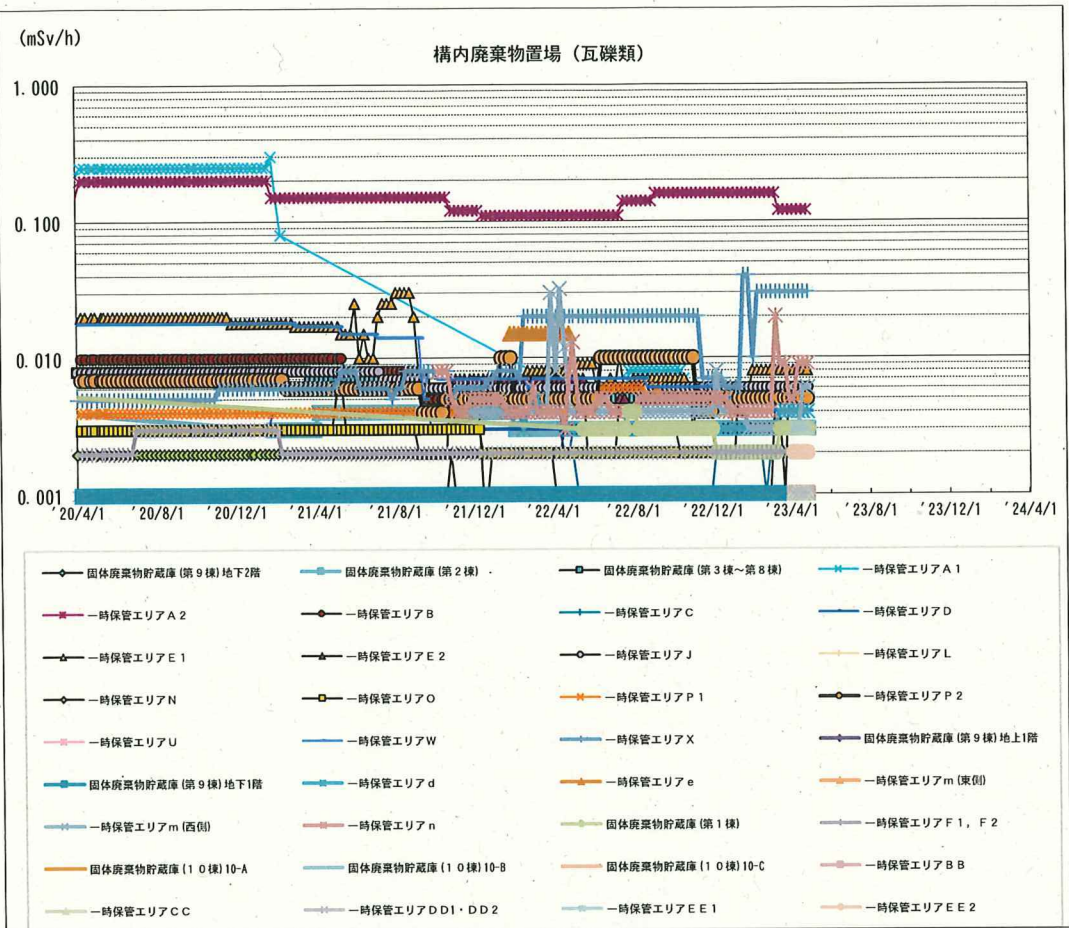 (mSv/h)
構内廃棄物置場（瓦礫類）
1.000
0.100
0.010
0.001
'20/4/1 '20/8/1 '20/12/1 '21/4/1 '21/8/1 '21/12/1 '22/4/1 '22/8/1 '22/12/1 '23/4/1 '23/8/1 '23/12/1 '24/4/1
固体廃棄物貯蔵庫(第９棟)地下2階 固体廃棄物貯蔵庫(第２棟) 固体廃棄物貯蔵庫(第３棟～第８棟) 一時保管エリアＡ１
一時保管エリアＡ２ 一時保管エリアＢ 一時保管エリアＣ 一時保管エリアＤ
一時保管エリアＥ１ 一時保管エリアＥ２ 一時保管エリアＪ 一時保管エリアＬ
一時保管エリアＮ 一時保管エリアＯ 一時保管エリアＰ１ 一時保管エリアＰ２
一時保管エリアＵ 一時保管エリアＷ 一時保管エリアＸ 固体廃棄物貯蔵庫(第９棟)地上1階
固体廃棄物貯蔵庫(第９棟)地下1階 一時保管エリアｄ 一時保管エリアｅ 一時保管エリアｍ(東側)
一時保管エリアｍ(西側) 一時保管エリアｎ 固体廃棄物貯蔵庫(第１棟) 一時保管エリアＦ１，Ｆ２
固体廃棄物貯蔵庫(１０棟)10-A 固体廃棄物貯蔵庫(１０棟)10-B 固体廃棄物貯蔵庫(１０棟)10-C 一時保管エリアＢＢ
一時保管エリアＣＣ 一時保管エリアＤＤ1・ＤＤ２ 一時保管エリアＥＥ１ 一時保管エリアＥＥ２